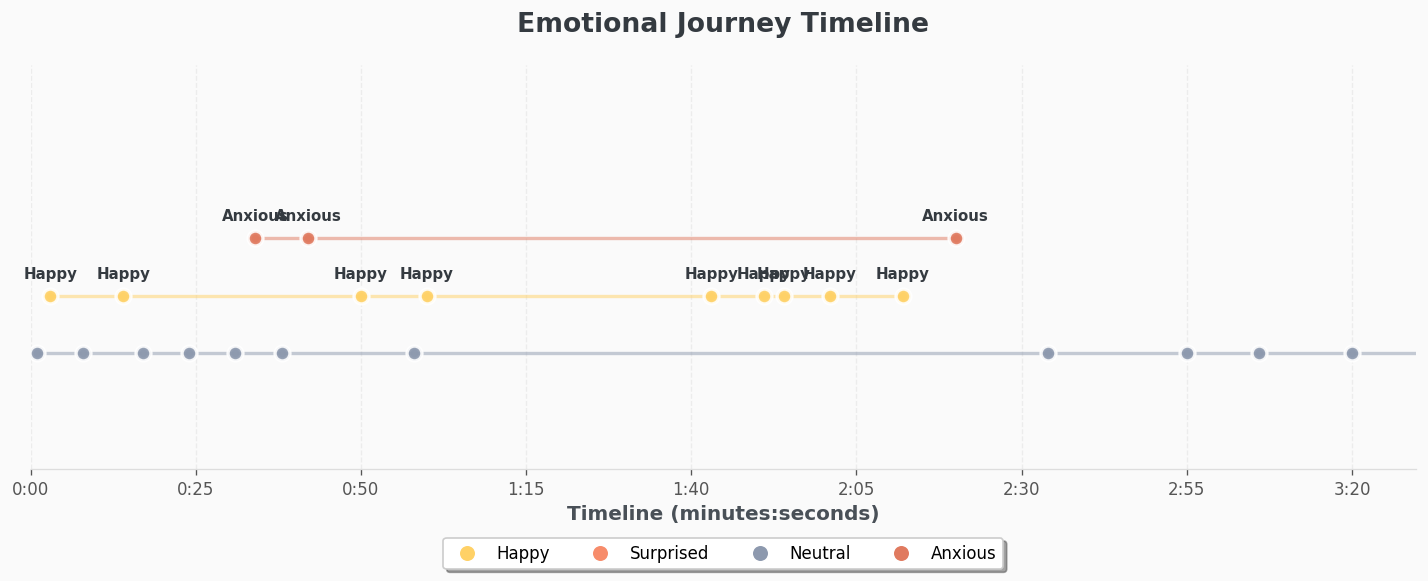 Emotional Journey Timeline
Anxious Anxious Anxious
Happy Happy Happy Happy Happy Happy Happy Happy Happy
0:00 0:25 0:50 1:15 1:40 2:05 2:30 2:55 3:20
Timeline (minutes:seconds)
Happy Surprised Neutral Anxious